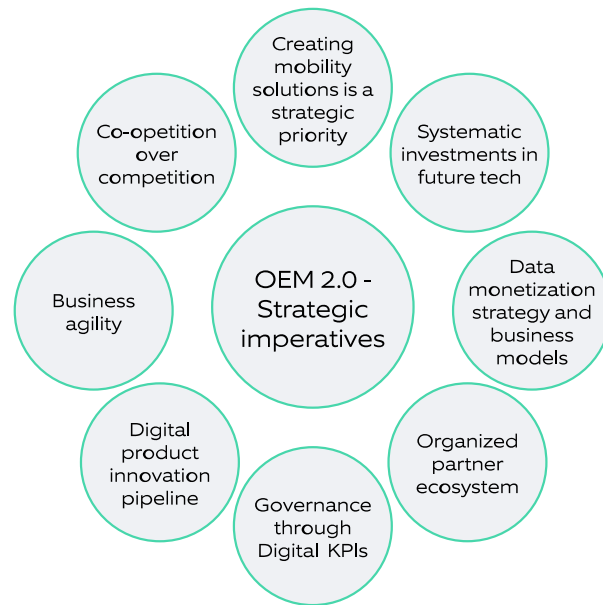 Creating
mobility
solutions is a
strategic
priority
Systematic
investments in
future tech
Data
monetization
strategy and
business
models
Organized
partner
ecosystem
Governance
through
Digital KPIs
Digital
product
innovation
pipeline
Business
agility
Co-opetition
over
competition
OEM 2.0 -
Strategic
imperatives